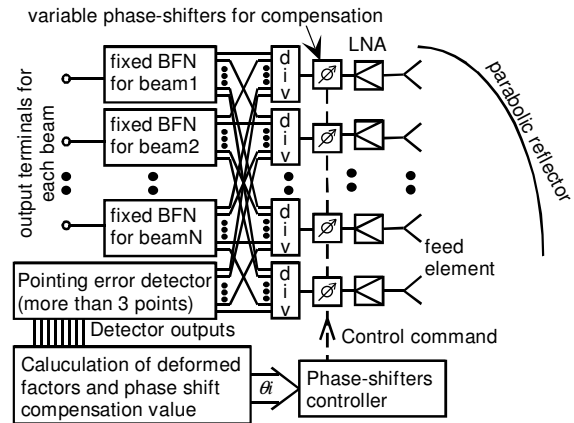 variable phase-shifters for compensation
LNA
fixed BFN
for beam1
d
i
v
fixed BFN
for beam2
d
i
v
output terminals for
each beam
fixed BFN
for beamN
d
i
v
parabolic reflector
feed
element
Pointing error detector
(more than 3 points)
d
i
v
Detector outputs
Control command
Caluculation of deformed
factors and phase shift
compensation value
θi
Phase-shifters
controller